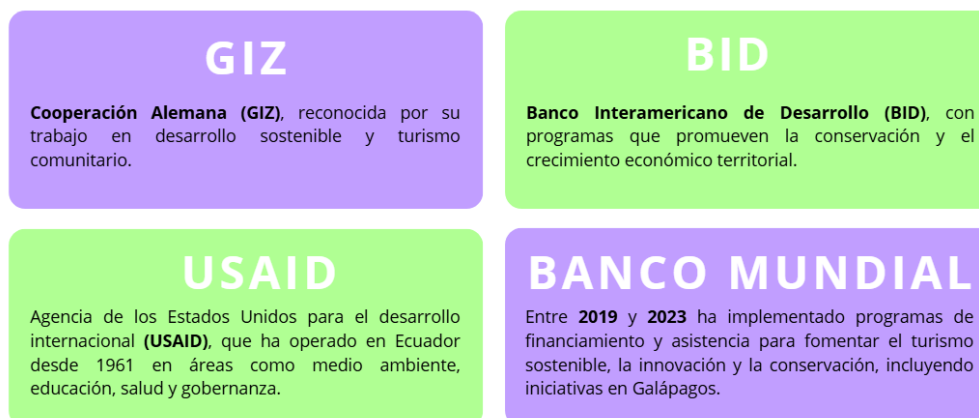 GIZ
Cooperación Alemana (GIZ), reconocida por su
trabajo en desarrollo sostenible y turismo
comunitario.
BID
Banco Interamericano de Desarrollo (BID), con
programas que promueven la conservación y el
crecimiento económico territorial.
USAID
Agencia de los Estados Unidos para el desarrollo
internacional (USAID), que ha operado en Ecuador
desde 1961 en áreas como medio ambiente,
educación, salud y gobernanza.
BANCO MUNDIAL
Entre 2019 y 2023 ha implementado programas de
financiamiento y asistencia para fomentar el turismo
sostenible, la innovación y la conservación, incluyendo
iniciativas en Galápagos.